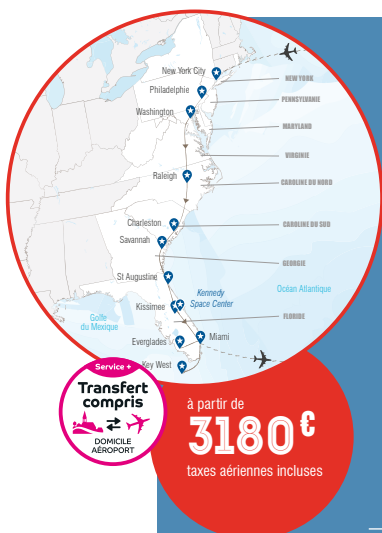 New York City
NEW YORK
Philadelphie
PENNSYLVANIE
Washington
MARYLAND
VIRGINIE
Raleigh
CAROLINE DU NORD
Charleston
CAROLINE DU SUD
Savannah
GEORGIE
St Augustine
Océan Atlantique
Kennedy
Space Center
Kissimee
FLORIDE
Golfe
du Mexique
Everglades
Miami
Key West
Service +
Transfert
compris
DOMICILE
AÉROPORT
à partir de
3180€
taxes aériennes incluses